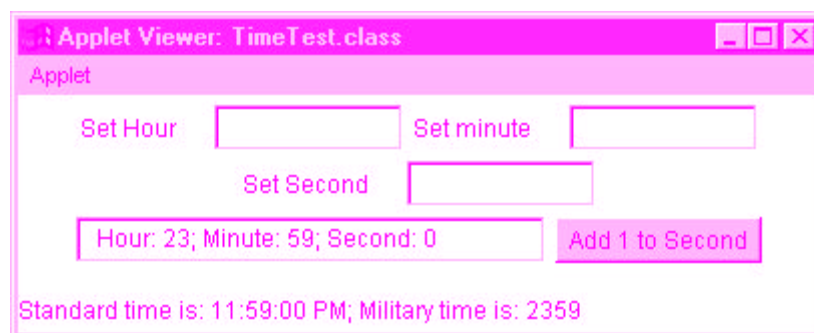 Applet Viewer: TimeTest.class
Applet
Set Hour Set minute
Set Second
Hour: 23; Minute: 59; Second: 0 Add 1 to Second
Standard time is: 11:59:00 PM; Military time is: 2359